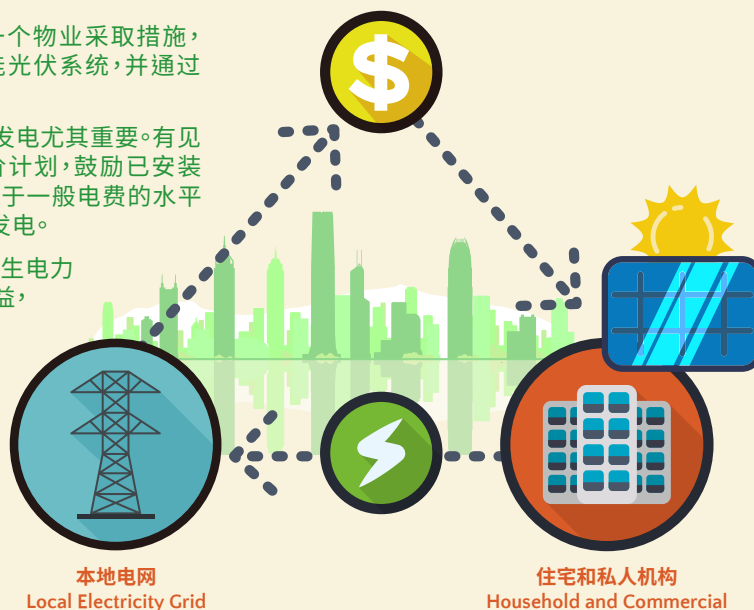 一个物业采取措施，
能光伏系统，并通过
发电尤其重要。有见
价计划，鼓励已安装
于一般电费的水平
发电。
生电力
益，
$
本地电网
Local Electricity Grid
住宅和私人机构
Household and Commercial